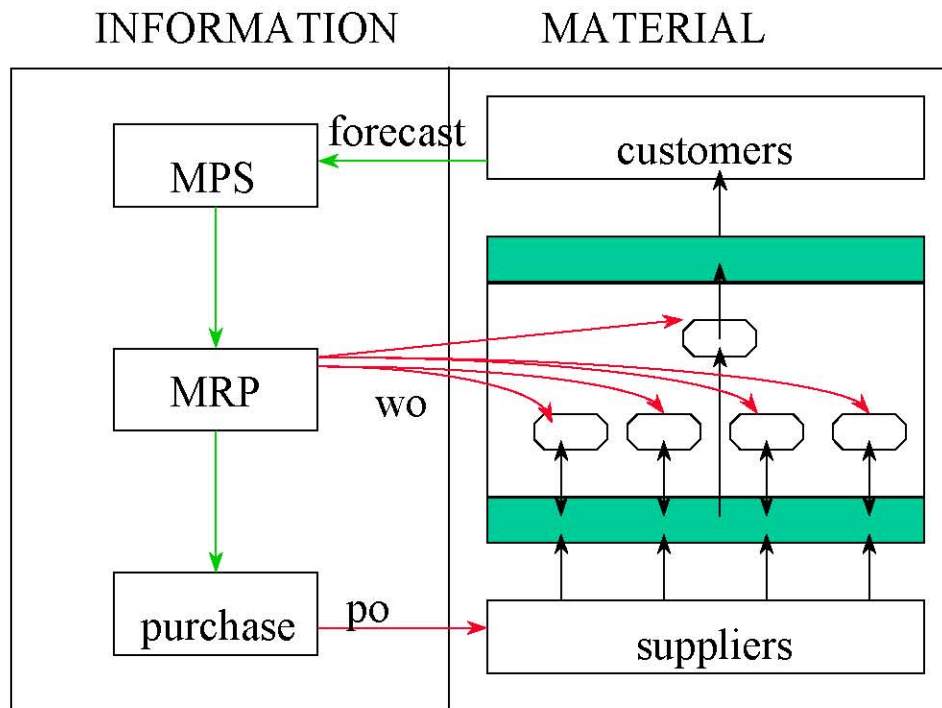 INFORMATION
MATERIAL
forecast
customers
MPS
MRP
wo
purchase
po
suppliers